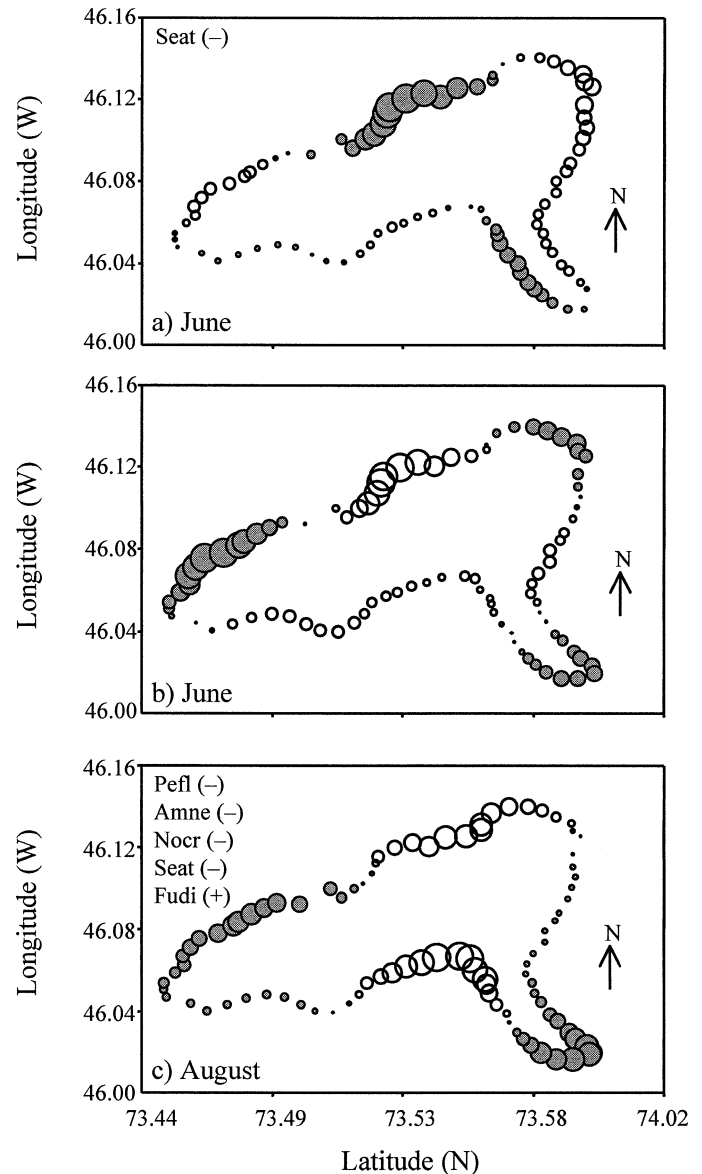 46.16
Seat (–)
46.12
46.08
N
46.04
a) June
46.00
Longitude (W)
46.16
46.12
46.08
N
46.04
b) June
46.00
Longitude (W)
46.16
Pefl (–)
Amne (–)
Nocr (–)
Seat (–)
Fudi (+)
46.12
46.08
N
46.04
c) August
46.00
Longitude (W)
73.44 73.49 73.53 73.58 74.02
Latitude (N)